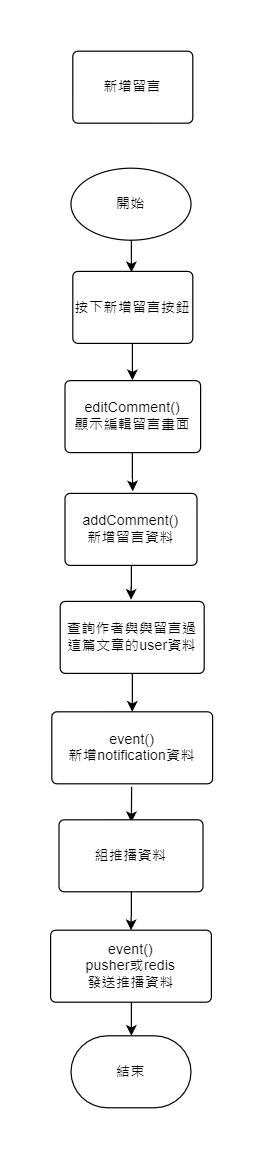 新增留言
開始
按下新增留言按鈕
editComment()
顯示編輯留言畫面
addComment()
新增留言資料
查詢作者與與留言過
這篇文章的user資料
event()
新增notification資料
組推播資料
event()
pusher或redis
發送推播資料
結束